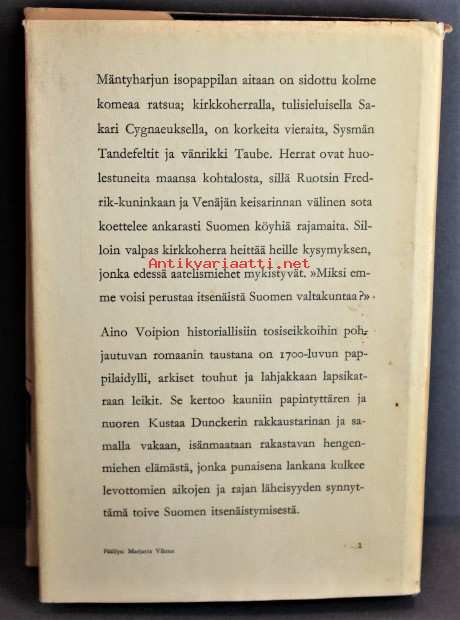 Mäntyharjun isopappilan aitaan on sidottu kolme
komeaa ratsua; kirkkoherralla, tulisieluisella Sa-
kari Cygnaeuksella, on korkeita vieraita, Sysmän
Tandefeltit ja vänrikki Taube. Herrat ovat huo-
lestuneita maansa kohtalosta, sillä Ruotsin Fred-
rik-kuninkaan ja Venäjän keisarinnan välinen sota
koettelee ankarasti Suomen köyhiä rajamaita. Sil-
loin valpas kirkkoherra heittää heille kysymyksen,
Antikvariaatti.net
jonka edessä aatelismiehet mykistyvät. »Miksi em-
me voisi perustaa itsenäistä Suomen valtakuntaa?»
Aino Voipion historiallisiin tosiseikkoihin poh-
jautuvan romaanin taustana on 1700-luvun pap-
pilaidylli, arkiset touhut ja lahjakkaan lapsikat-
raan leikit. Se kertoo kauniin papintyttären ja
nuoren Kustaa Dunckerin rakkaustarinan ja sa-
malla vakaan, isänmaataan rakastavan hengen-
miehen elämästä, jonka punaisena lankana kulkee
levottomien aikojen ja rajan läheisyyden synnyt-
tämä toive Suomen itsenäistymisestä.
Päällys: Marjatta
2